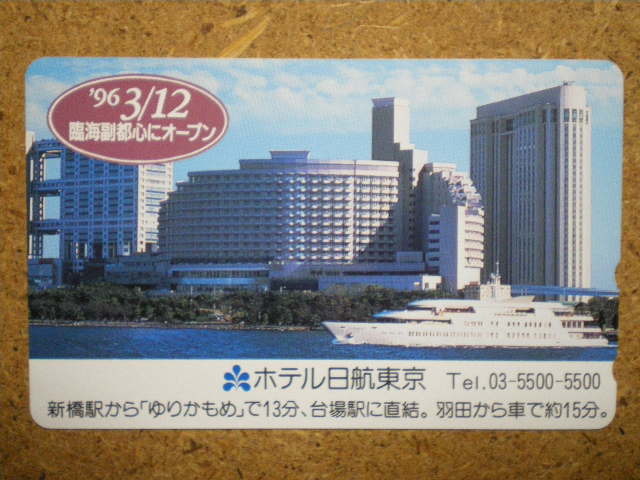 '96 3/12
臨海副都心にオープン
ホテル日航東京 Tel.03-5500-5500
新橋駅から「ゆりかもめ」で13分、台場駅に直結。羽田から車で約15分。